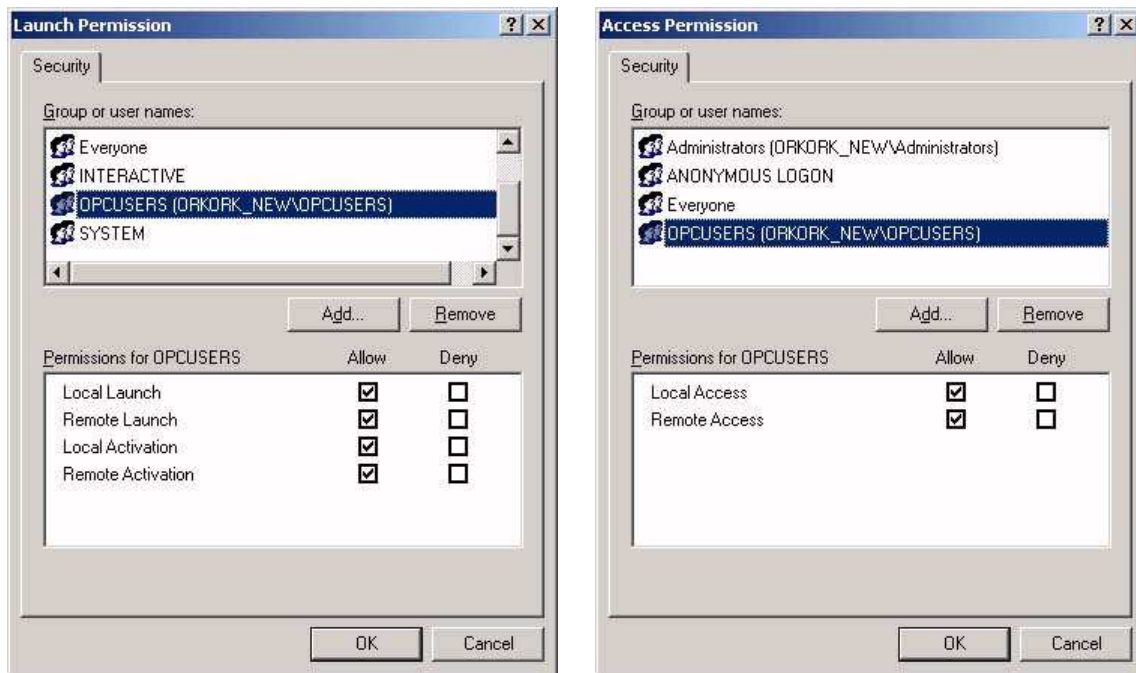 Launch Permission
Security
Group or user names:
Everyone
INTERACTIVE
OPCUSERS (ORKORK_NEW\OPCUSERS)
SYSTEM
Add...
Remove
Permissions for OPCUSERS Allow Deny
Local Launch
Remote Launch
Local Activation
Remote Activation
OK
Cancel
Access Permission
Security
Group or user names:
Administrators (ORKORK_NEW\Administrators)
ANONYMOUS LOGON
Everyone
OPCUSERS (ORKORK_NEW\OPCUSERS)
Add...
Remove
Permissions for OPCUSERS Allow Deny
Local Access
Remote Access
OK
Cancel